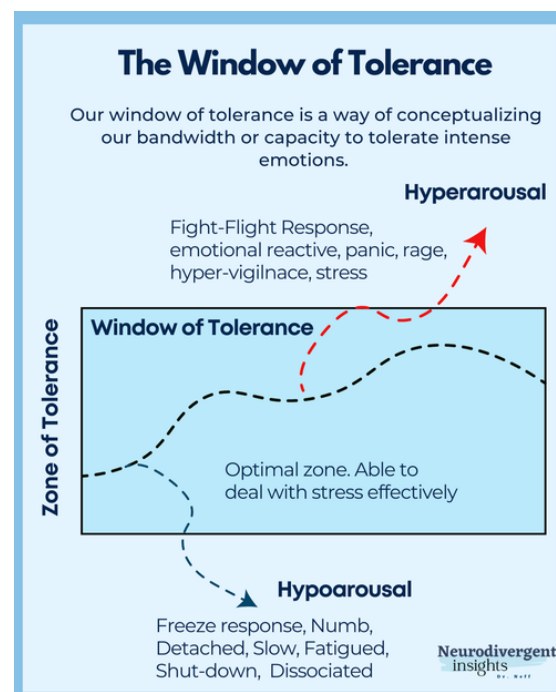 The Window of Tolerance
Our window of tolerance is a way of conceptualizing
our bandwidth or capacity to tolerate intense
emotions.
Hyperarousal
Fight-Flight Response,
emotional reactive, panic, rage,
hyper-vigilnace, stress
Window of Tolerance
Zone of Tolerance
Optimal zone. Able to
deal with stress effectively
Hypoarousal
Freeze response, Numb,
Detached, Slow, Fatigued,
Shut-down, Dissociated
Neurodivergent
insights
Dr. Neff